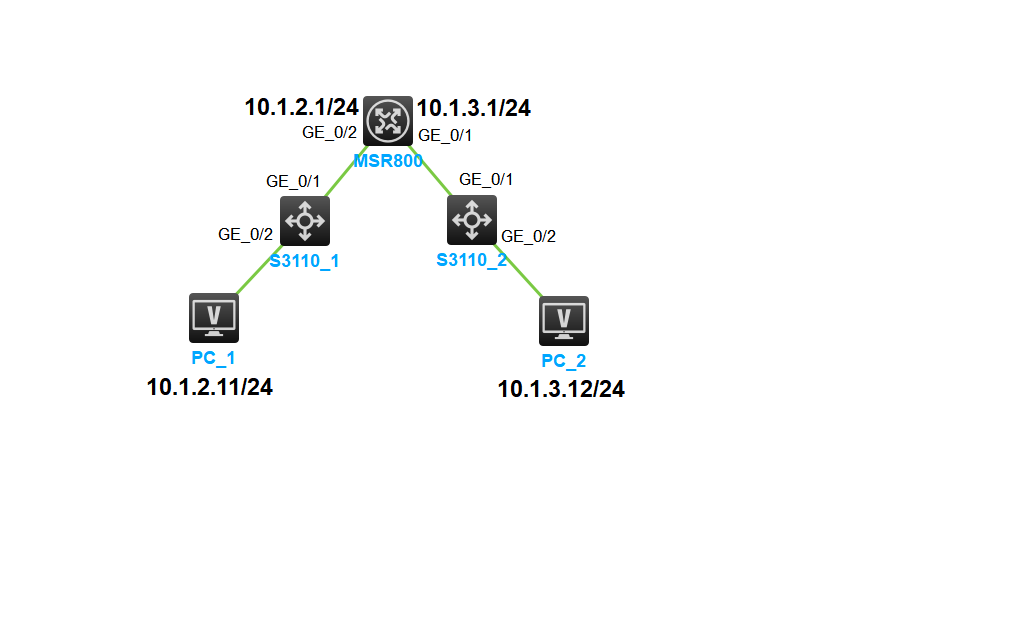 10.1.2.1/24
10.1.3.1/24
GE_0/2
GE_0/1
MSR800
GE_0/1
GE_0/1
GE_0/2
GE_0/2
S3110_1
S3110_2
V
V
PC_1
PC_2
10.1.2.11/24
10.1.3.12/24